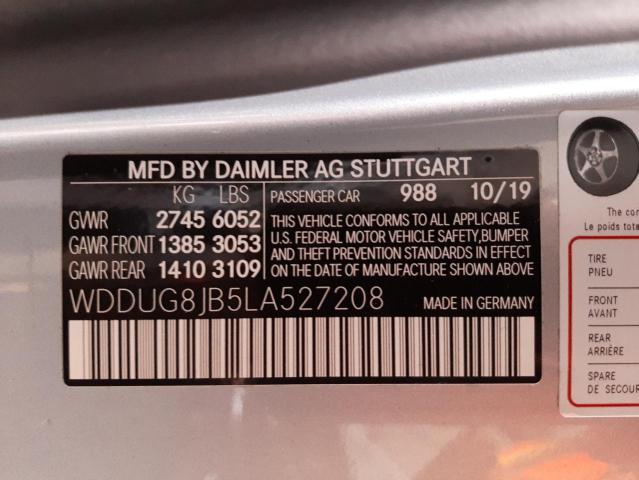 MFD BY DAIMLER AG STUTTGART
KG LBS PASSENGER CAR 988 10/19
GVWR 2745 6052
GAWR FRONT 1385 3053
GAWR REAR 1410 3109
THIS VEHICLE CONFORMS TO ALL APPLICABLE
U.S. FEDERAL MOTOR VEHICLE SAFETY,BUMPER
AND THEFT PREVENTION STANDARDS IN EFFECT
ON THE DATE OF MANUFACTURE SHOWN ABOVE
WDDUG8JB5LA527208 MADE IN GERMANY
The
Le poids
TIRE
PNEU
FRONT
AVANT
REAR
ARRIÈRE
SPARE
DE